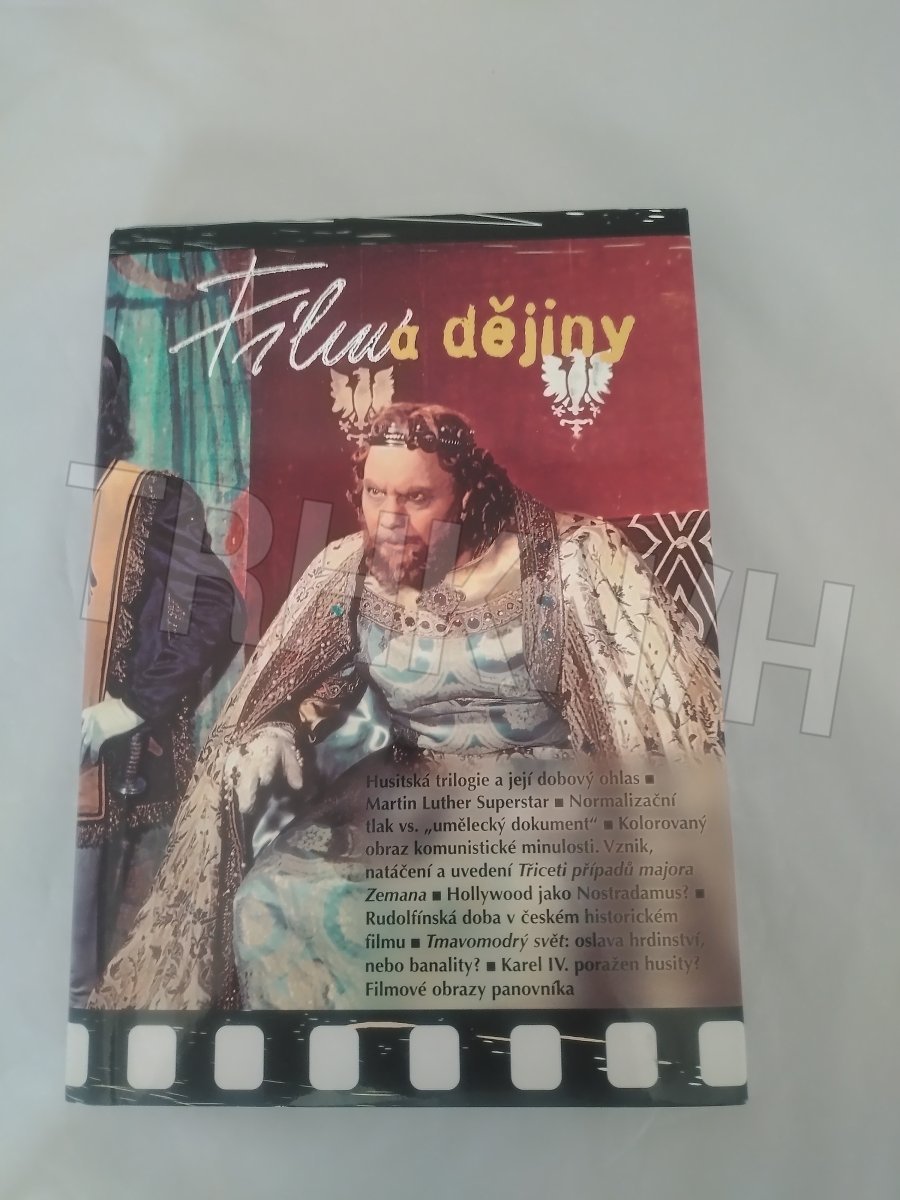 Film a dějiny
Husitská trilogie a její dobový ohlas ■
Martin Luther Superstar ■ Normalizační
tlak vs. „umělecký dokument“ ■ Kolorovaný
obraz komunistické minulosti. Vznik,
natáčení a uvedení Třiceti případů majora
Zemana ■ Hollywood jako Nostradamus? ■
Rudolfínská doba v českém historickém
filmu ■ Tmavomodrý svět: oslava hrdinství,
nebo banality? ■ Karel IV. poražen husity?
Filmové obrazy panovníka